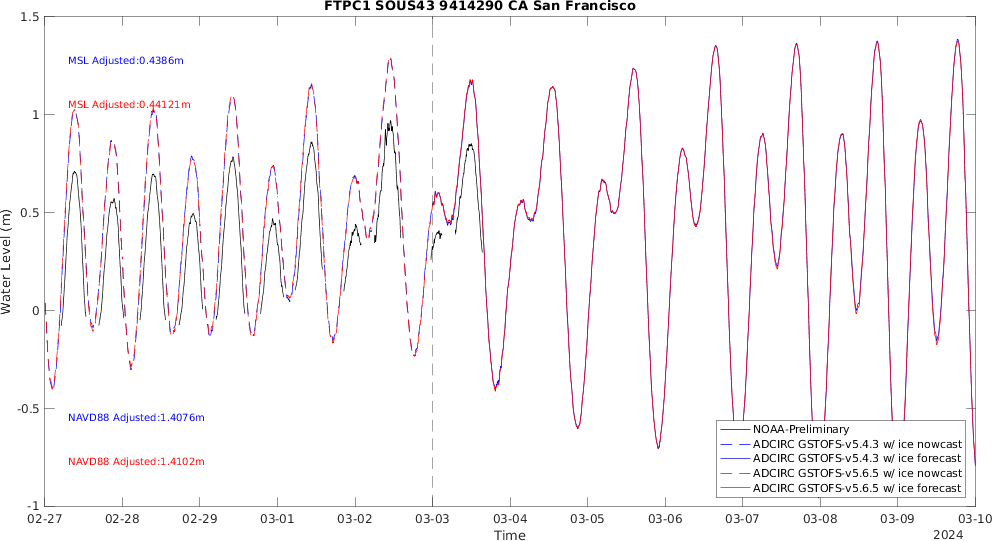 FTPC1 SOUS43 9414290 CA San Francisco
1.5
1
0.5
0
-0.5
-1
Water Level (m)
MSL Adjusted:0.4386m
MSL Adjusted:0.44121m
NAVD88 Adjusted:1.4076m
NAVD88 Adjusted:1.4102m
NOAA-Preliminary
ADCIRC GSTOFS-v5.4.3 w/ ice nowcast
ADCIRC GSTOFS-v5.4.3 w/ ice forecast
ADCIRC GSTOFS-v5.6.5 w/ ice nowcast
ADCIRC GSTOFS-v5.6.5 w/ ice forecast
02-27 02-28 02-29 03-01 03-02 03-03 03-04 03-05 03-06 03-07 03-08 03-09 03-10
Time
2024